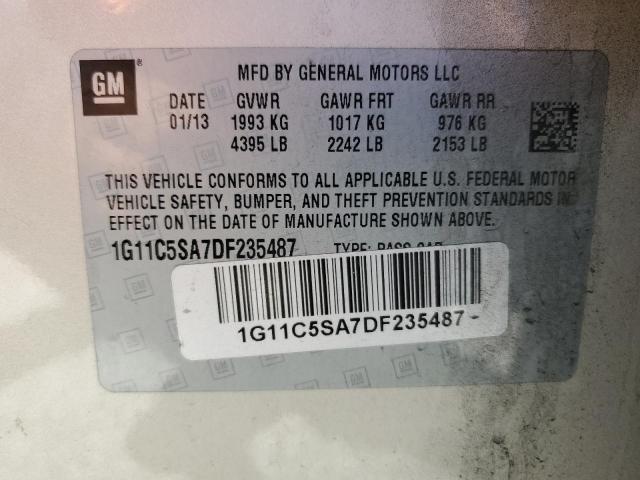 GM ® MFD BY GENERAL MOTORS LLC
DATE GVWR GAWR FRT GAWR RR
01/13 1993 KG 1017 KG 976 KG
4395 LB 2242 LB 2153 LB
THIS VEHICLE CONFORMS TO ALL APPLICABLE U.S. FEDERAL MOTOR
VEHICLE SAFETY, BUMPER, AND THEFT PREVENTION STANDARDS IN
EFFECT ON THE DATE OF MANUFACTURE SHOWN ABOVE.
1G11C5SA7DF235487 TYPE: PASS CAR
1G11C5SA7DF235487